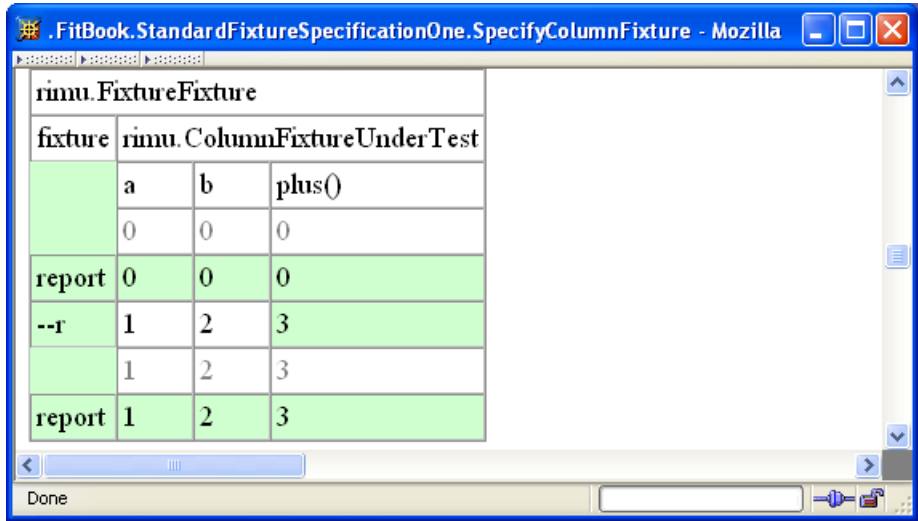 .FitBook.StandardFixtureSpecificationOne.SpecifyColumnFixture - Mozilla
rimu.FixtureFixture
fixture rimu.ColumnFixtureUnderTest
a b plus()
0 0 0
report 0 0 0
--r 1 2 3
1 2 3
report 1 2 3
Done